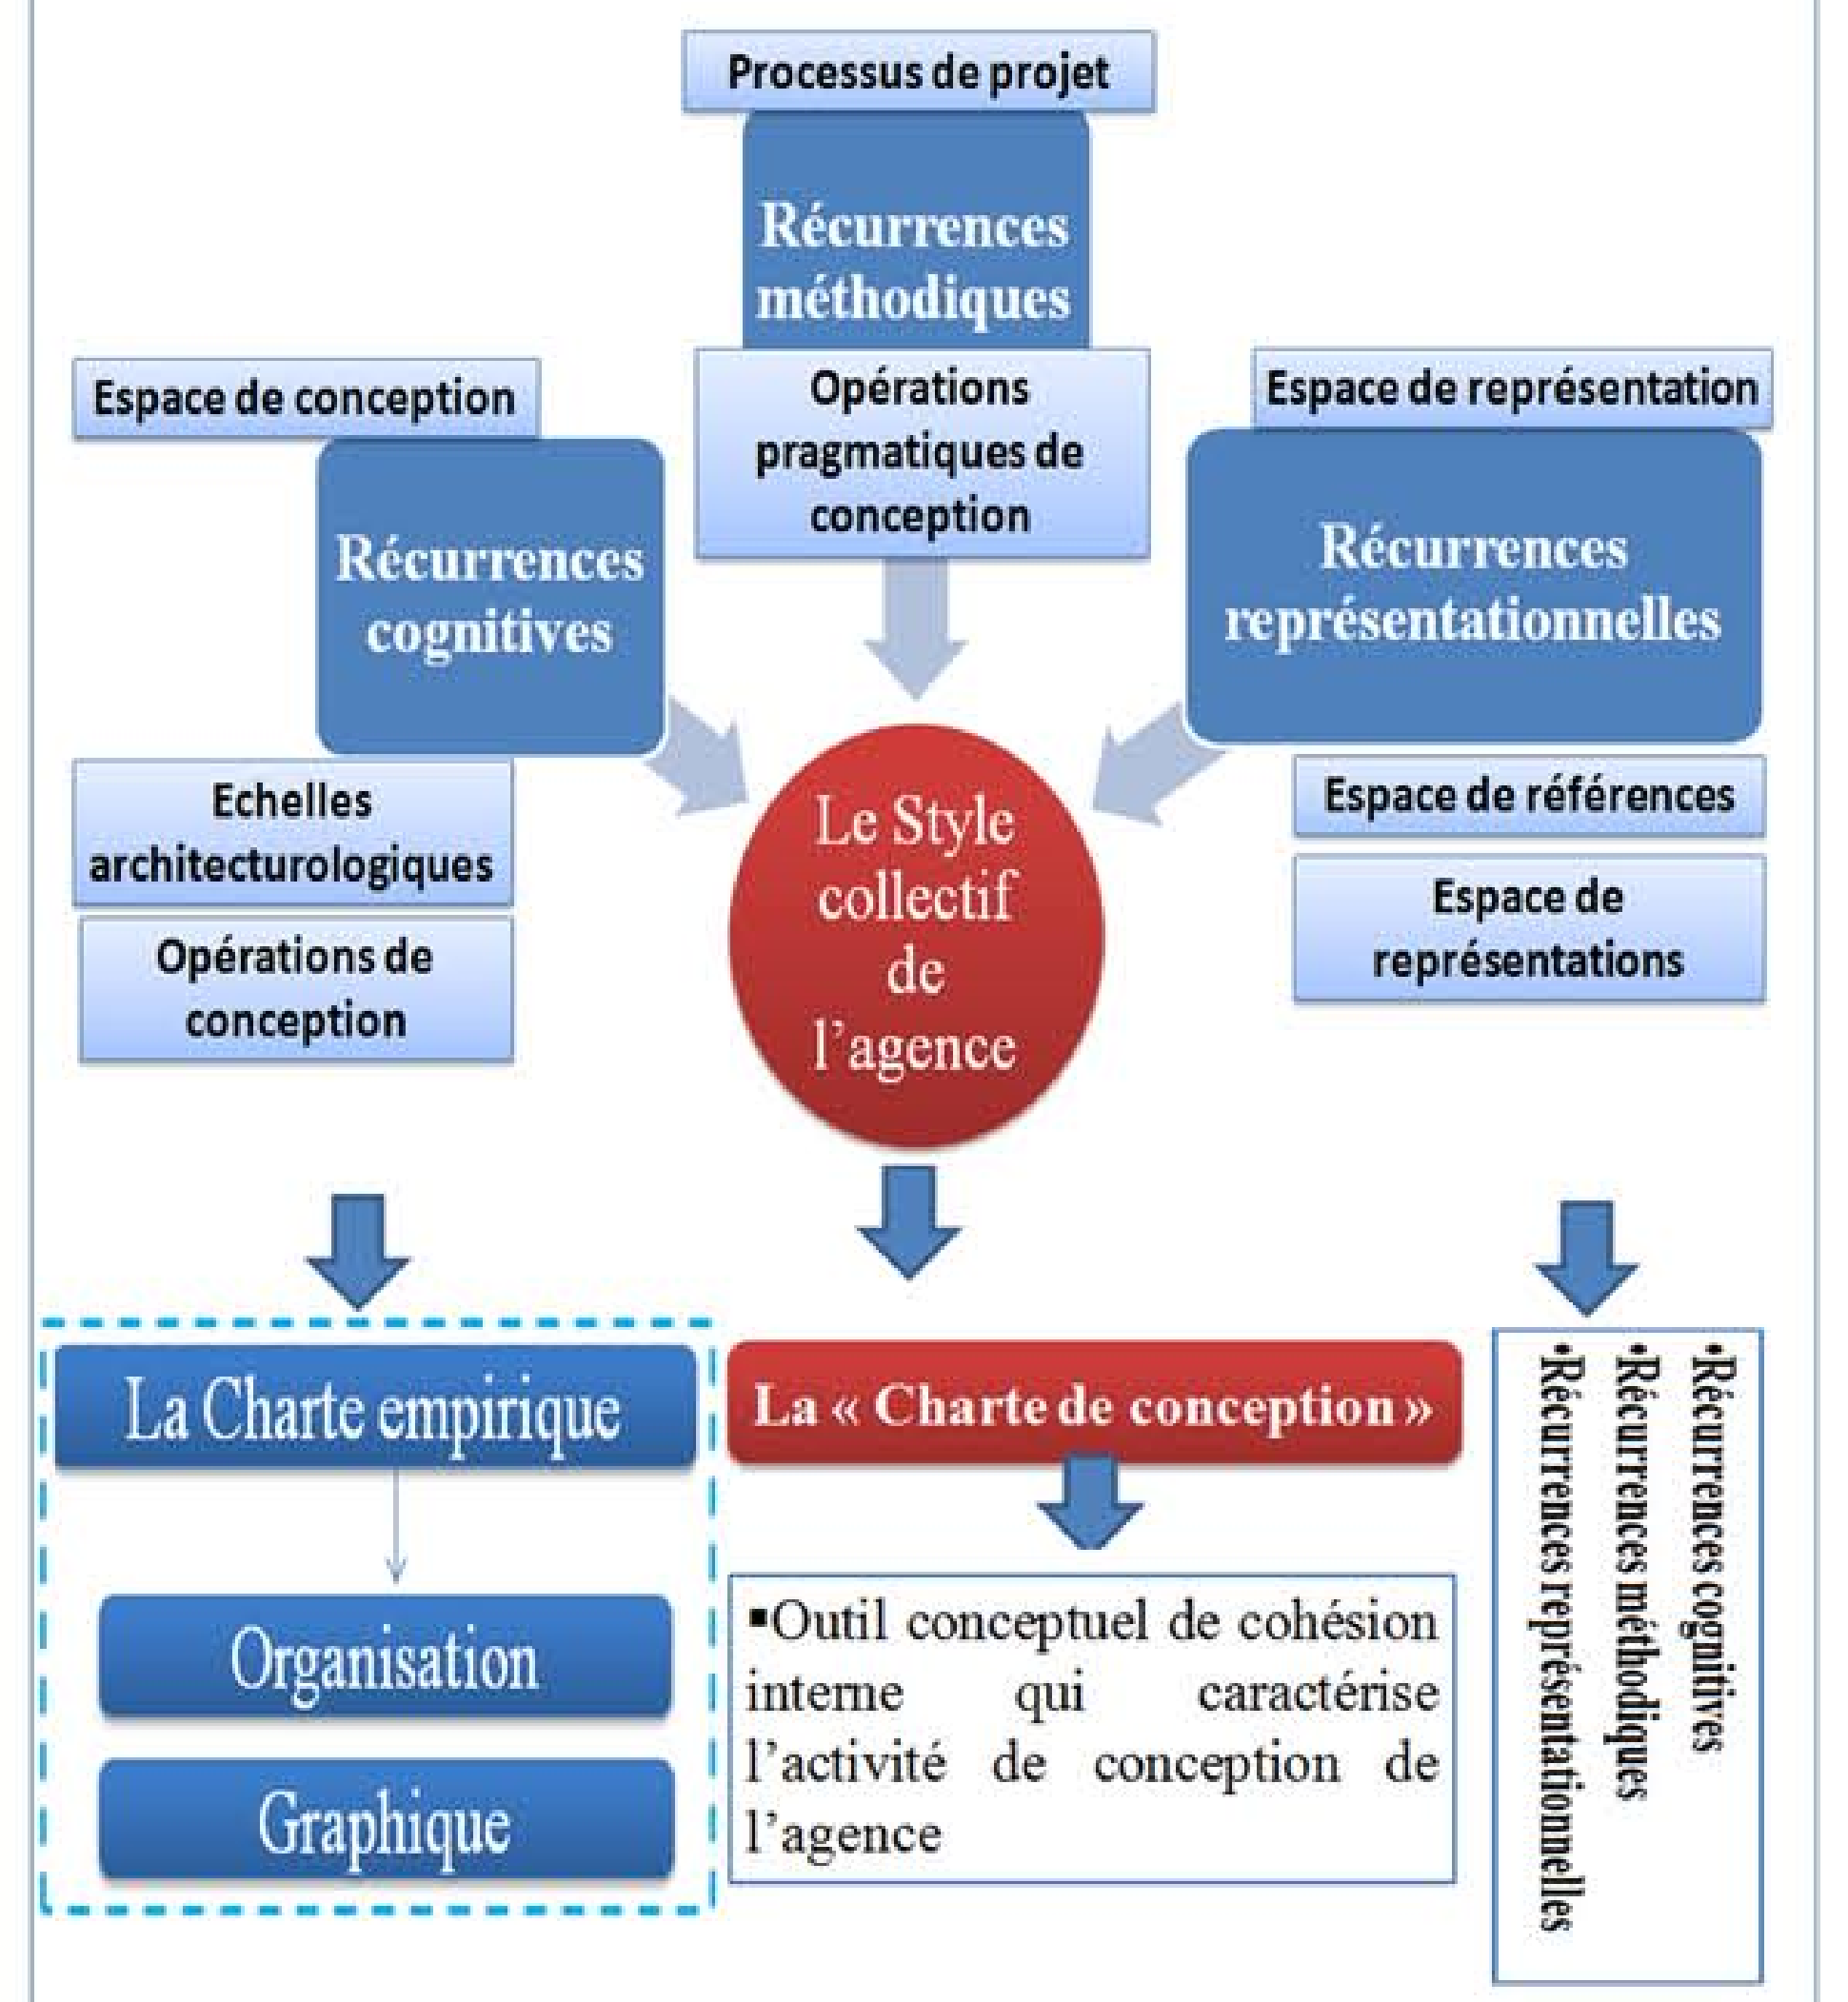 Processus de projet
Récurrences
méthodiques
Opérations
pragmatiques de
conception
Espace de conception
Récurrences
cognitives
Echelles
architecturologiques
Opérations de
conception
Espace de représentation
Récurrences
représentationnelles
Espace de références
Espace de
représentations
Le Style
collectif
de
l’agence
La Charte empirique
Organisation
Graphique
La « Charte de conception »
▪Outil conceptuel de cohésion
interne qui caractérise
l’activité de conception de
l’agence
•Récurrences cognitives
•Récurrences méthodiques
•Récurrences représentationnelles